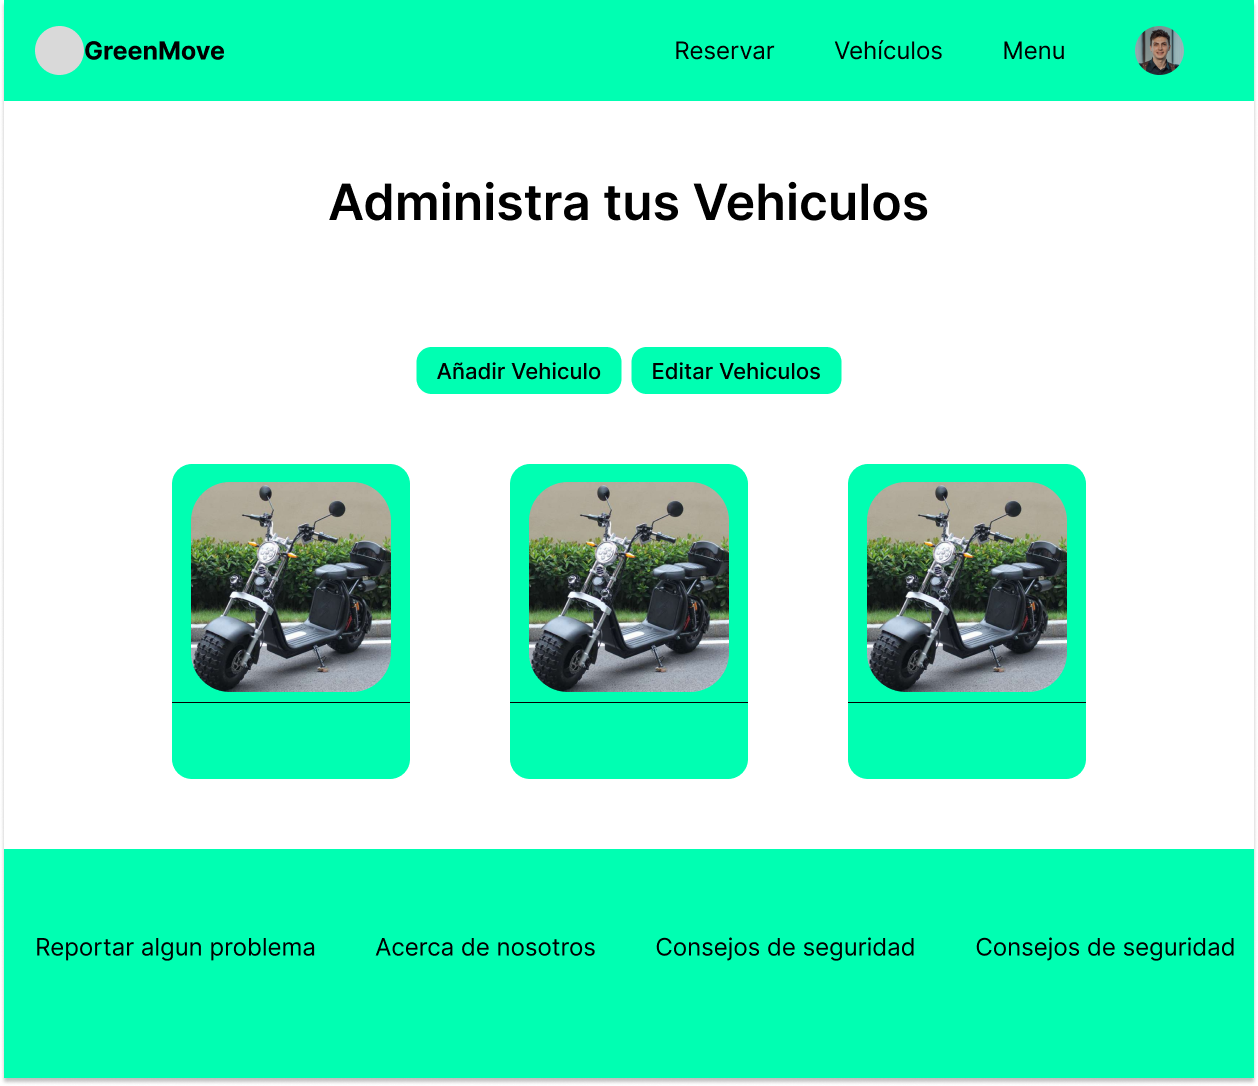 GreenMove
Reservar
Vehículos
Menu
Administra tus Vehiculos
Añadir Vehiculo
Editar Vehiculos
Reportar algun problema
Acerca de nosotros
Consejos de seguridad
Consejos de seguridad